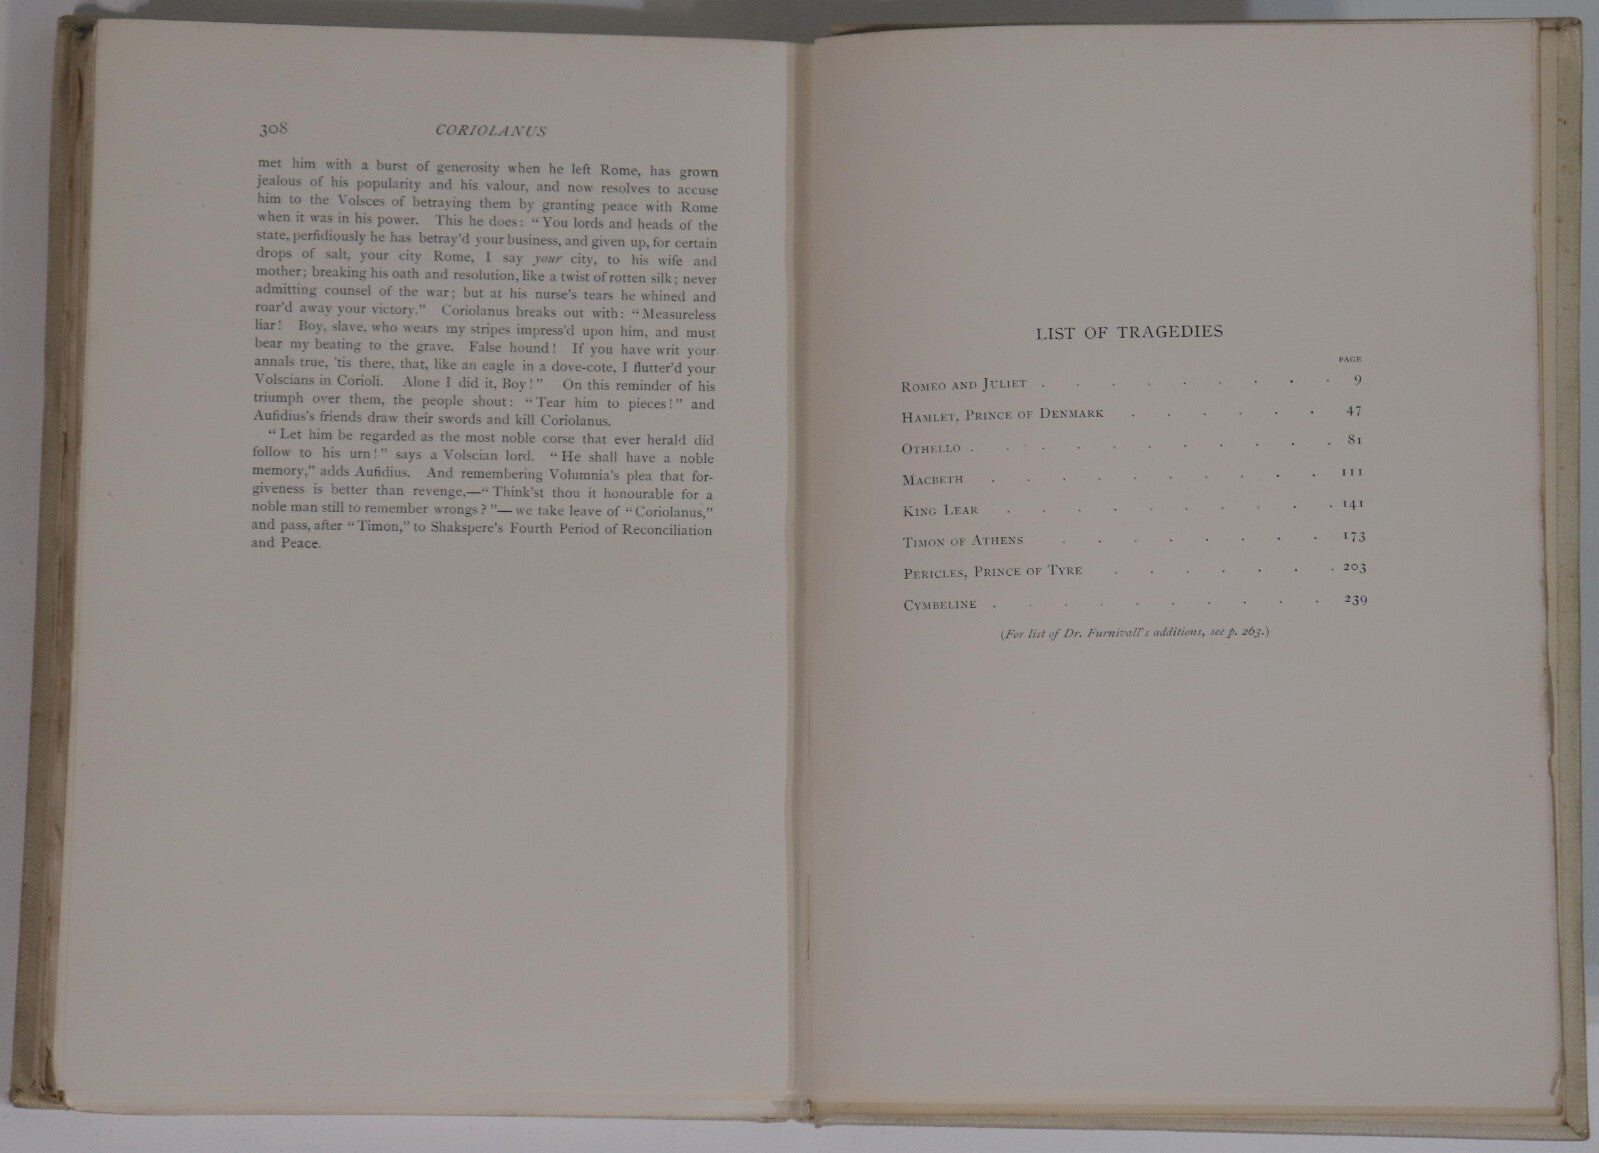 308 CORIOLANUS
met him with a burst of generosity when he left Rome, has grown
jealous of his popularity and his valour, and now resolves to accuse
him to the Volsces of betraying them by granting peace with Rome
when it was in his power. This he does: “You lords and heads of the
state, perfidiously he has betray’d your business, and given up, for certain
drops of salt, your city Rome, I say your city, to his wife and
mother; breaking his oath and resolution, like a twist of rotten silk; never
admitting counsel of the war; but at his nurse’s tears he whined and
roar’d away your victory.” Coriolanus breaks out with: “Measureless
liar! Boy, slave, who wears my stripes impress’d upon him, and must
bear my beating to the grave. False hound! If you have writ your
annals true, ’tis there, that, like an eagle in a dove-cote, I flutter’d your
Volscians in Corioli. Alone I did it, Boy!” On this reminder of his
triumph over them, the people shout: “Tear him to pieces!” and
Aufidius’s friends draw their swords and kill Coriolanus.
“Let him be regarded as the most noble corse that ever herald did
follow to his urn!” says a Volscian lord. “He shall have a noble
memory,” adds Aufidius. And remembering Volumnia’s plea that for-
giveness is better than revenge,—“Think’st thou it honourable for a
noble man still to remember wrongs?”—we take leave of “Coriolanus,”
and pass, after “Timon,” to Shakspere’s Fourth Period of Reconciliation
and Peace.
LIST OF TRAGEDIES
PAGE
ROMEO AND JULIET . . . . . . . . . 9
HAMLET, PRINCE OF DENMARK . . . . . . 47
OTHELLO . . . . . . . . . . . 81
MACBETH . . . . . . . . . . 111
KING LEAR . . . . . . . . . . 141
TIMON OF ATHENS . . . . . . . . 173
PERICLES, PRINCE OF TYRE . . . . . . . 203
CYMBELINE . . . . . . . . . . 239
(For list of Dr. Furnivall’s additions, see p. 263.)